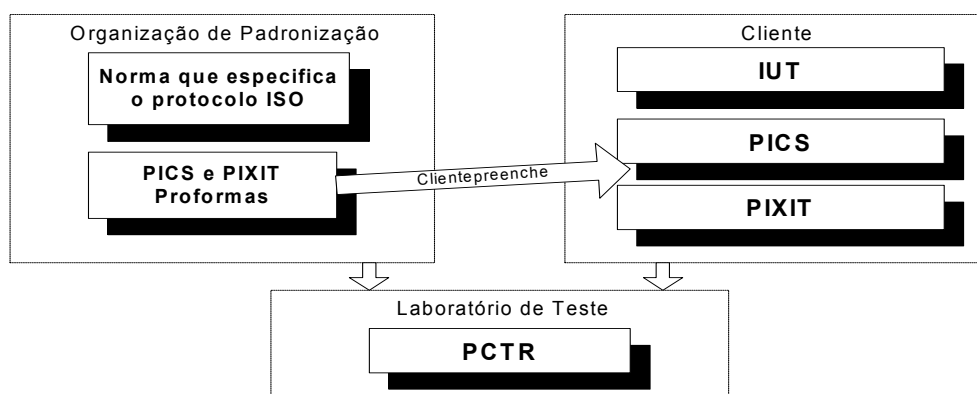 Organização de Padronização
Norma que especifica
o protocolo ISO
PICS e PIXIT
Proformas
Clientepreenche
Cliente
IUT
PICS
PIXIT
Laboratório de Teste
PCTR